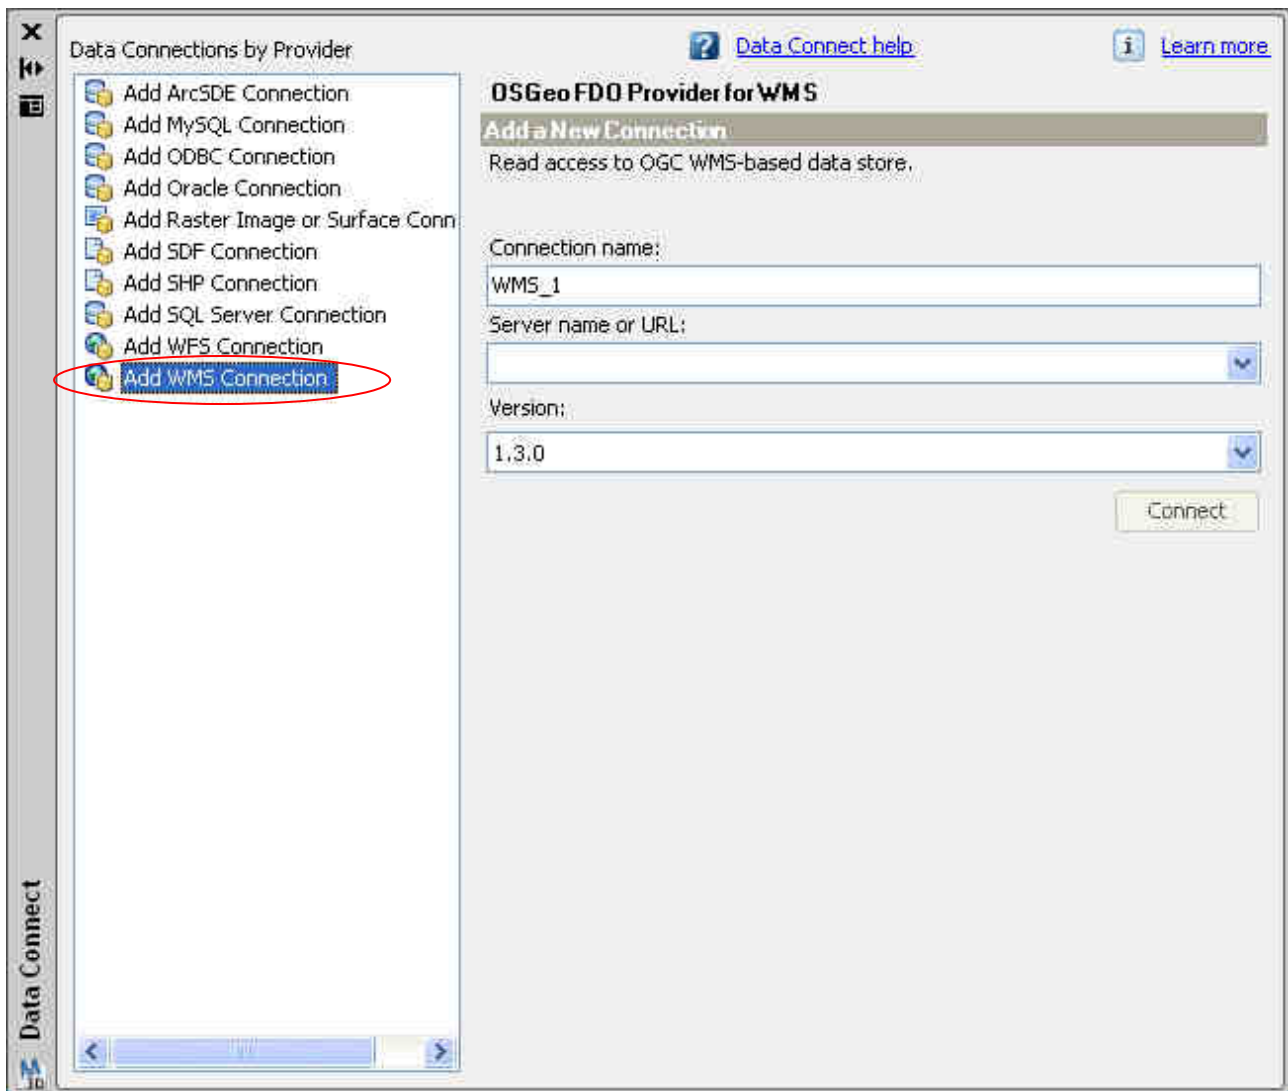 Data Connections by Provider
Data Connect help
Learn more
Add ArcSDE Connection
Add MySQL Connection
Add ODBC Connection
Add Oracle Connection
Add Raster Image or Surface Conn
Add SDF Connection
Add SHP Connection
Add SQL Server Connection
Add WFS Connection
Add WMS Connection
OSGeo FDO Provider for WMS
Add a New Connection
Read access to OGC WMS-based data store.
Connection name:
WMS_1
Server name or URL:
Version:
1.3.0
Connect
Data Connect